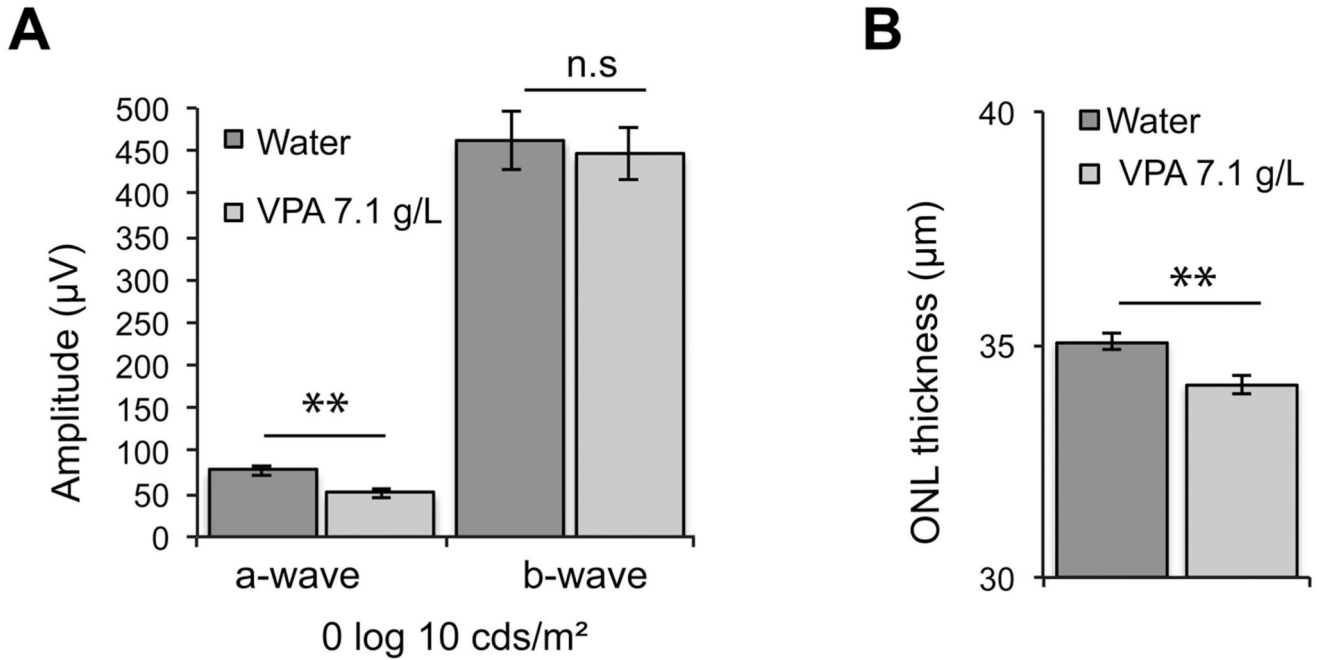 A
n.s
500
450
400
350
300
250
200
150
100
50
0
Amplitude (µV)
Water
VPA 7.1 g/L
**
a-wave
b-wave
0 log 10 cds/m²
B
40
35
30
ONL thickness (µm)
Water
VPA 7.1 g/L
**